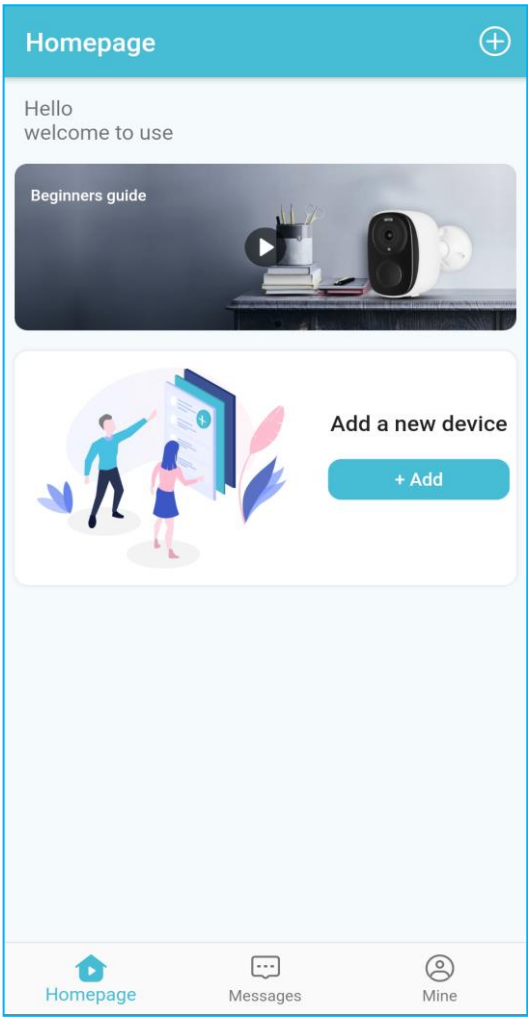 Homepage
Hello
welcome to use
Beginners guide
Add a new device
+ Add
Homepage
Messages
Mine